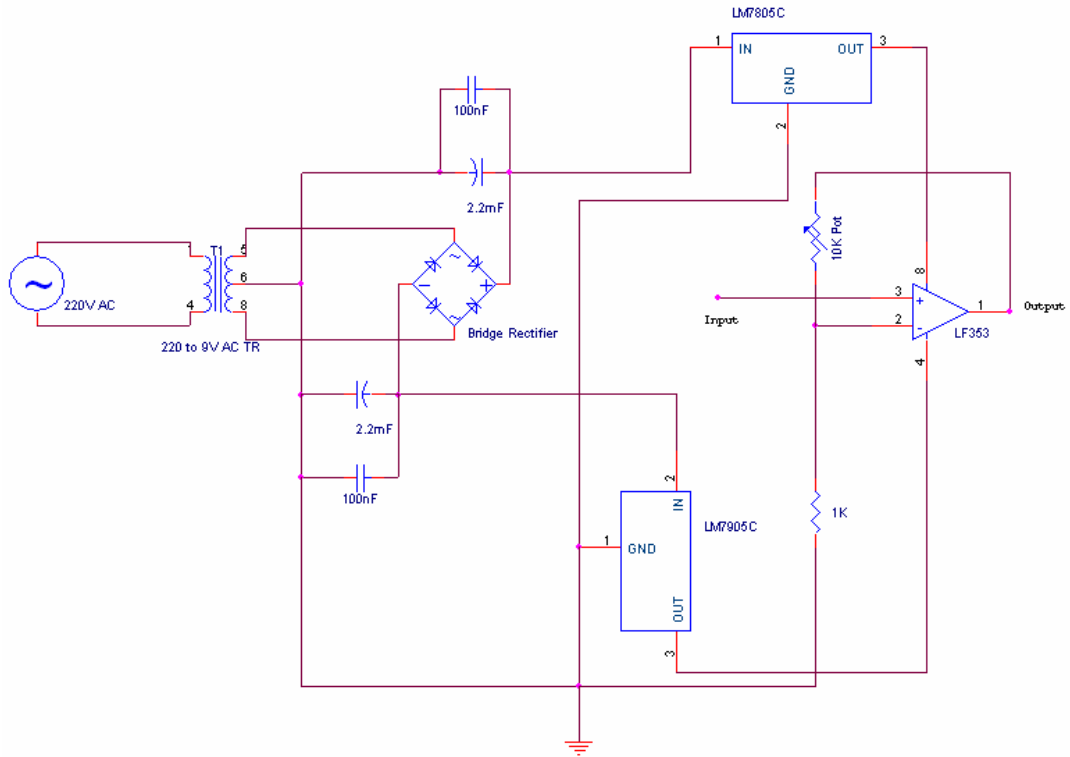 LM7805C
1
IN
OUT
3
GND
2
100nF
2.2mF
10K Pot
T1
1
5
6
4
8
~
220V AC
220 to 9V AC TR
~
-
+
~
Bridge Rectifier
8
3
+
Input
2
-
1
Output
LF353
4
2.2mF
100nF
2
IN
LM7905C
1
GND
OUT
3
1K